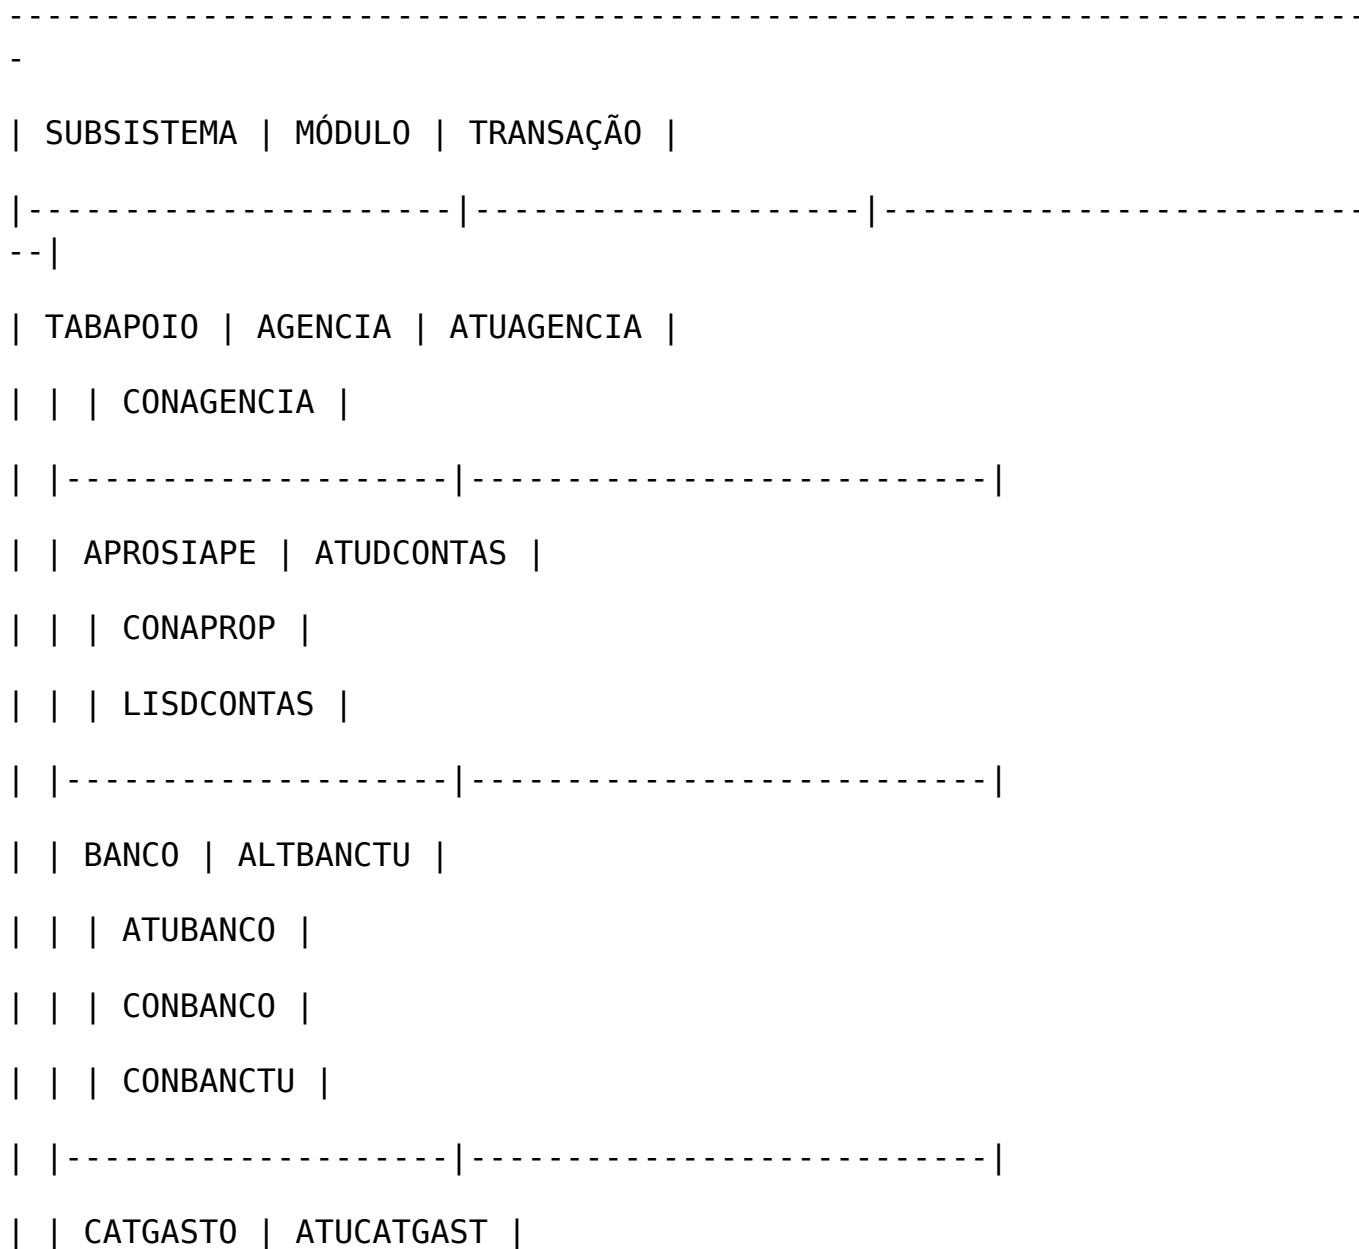 -----------------------------------------------------------------------
-
| SUBSISTEMA | MÓDULO | TRANSAÇÃO |
|----------------------|--------------------|-------------------------
--|
| TABAPOIO | AGENCIA | ATUAGENCIA |
| | | CONAGENCIA |
| |--------------------|---------------------------|
| | APROSIAPE | ATUDCONTAS |
| | | CONAPROP |
| | | LISDCONTAS |
| |--------------------|---------------------------|
| | BANCO | ALTBANCTU |
| | | ATUBANCO |
| | | CONBANCO |
| | | CONBANCTU |
| |--------------------|---------------------------|
| | CATGASTO | ATUCATGAST |